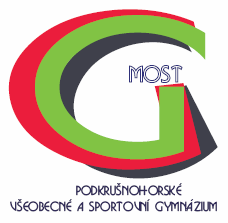 MOST
PODKRUŠNOHORSKÉ
VŠEOBECNÉ A SPORTOVNÍ GYMNÁZIUM